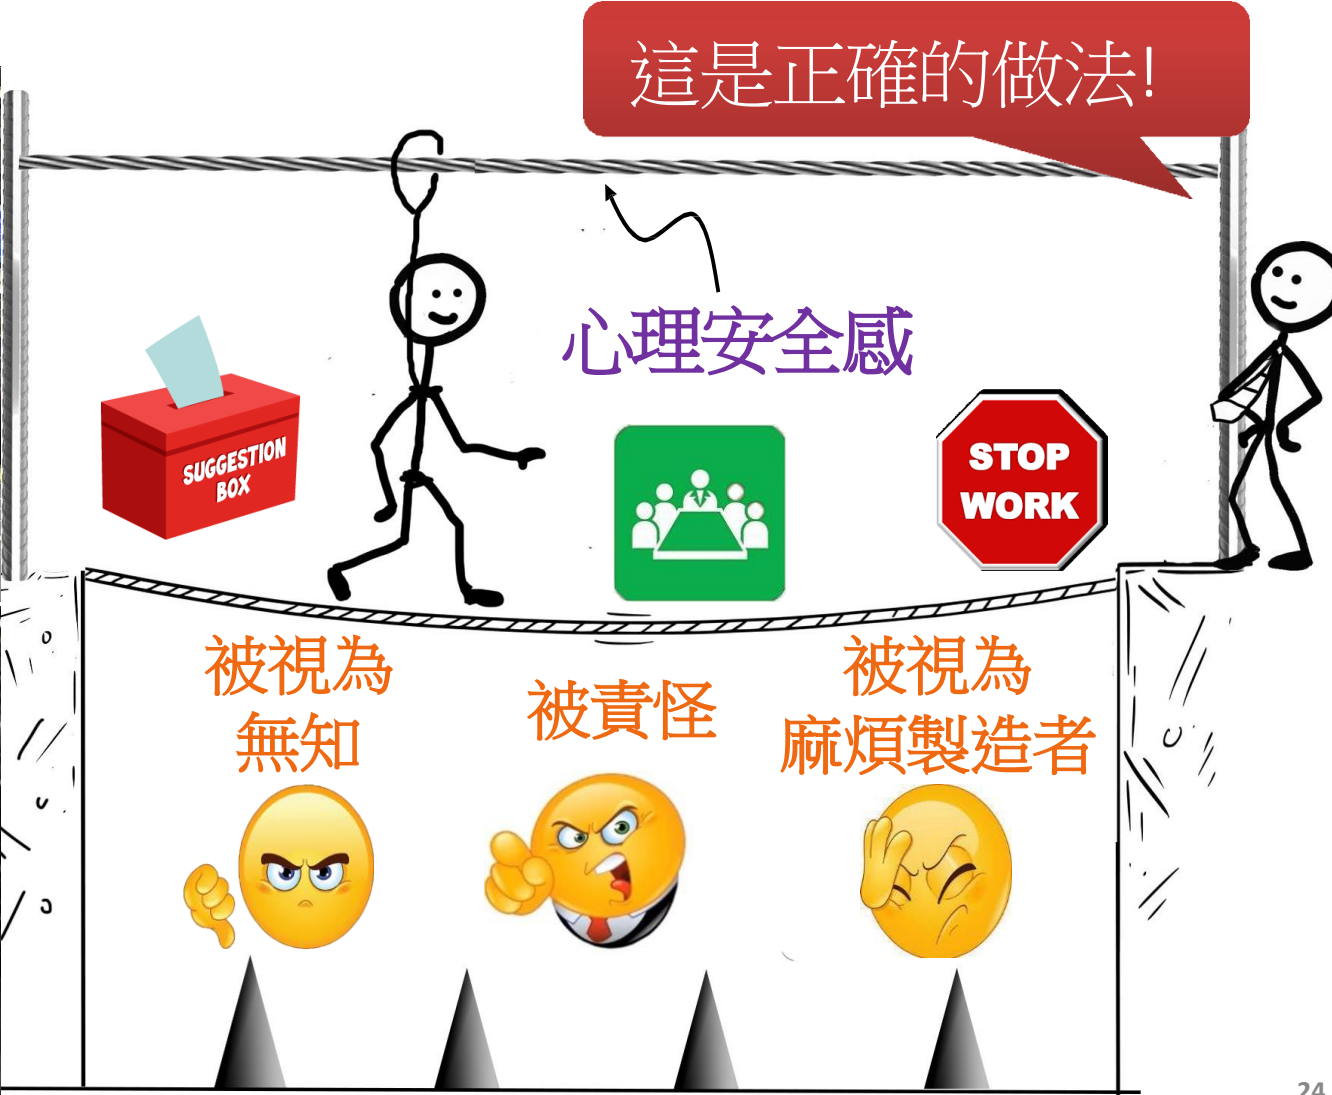 這是正確的做法!
心理安全感
SUGGESTION
BOX
STOP
WORK
被視為
無知
被責怪
被視為
麻煩製造者
24